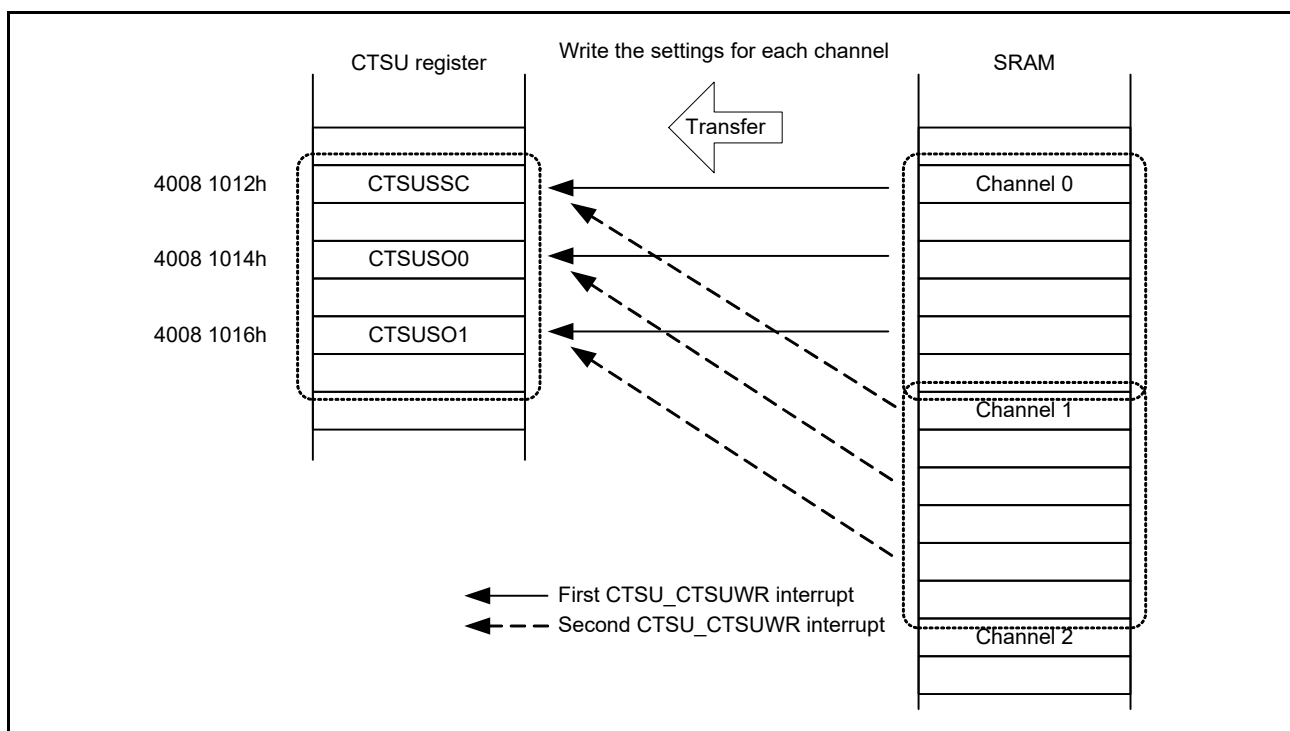 Write the settings for each channel
CTSU register
SRAM
Transfer
4008 1012h
CTSUSSC
Channel 0
4008 1014h
CTSUSO0
4008 1016h
CTSUSO1
Channel 1
First CTSU_CTSUWR interrupt
Second CTSU_CTSUWR interrupt
Channel 2